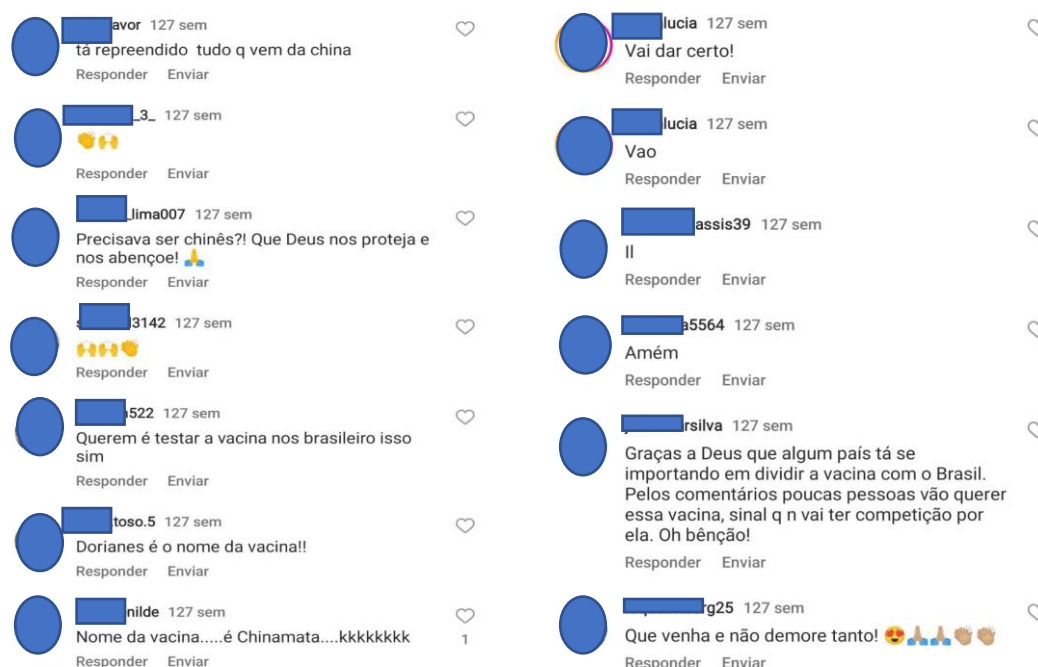 avor 127 sem
tá repreendido tudo q vem da china
Responder Enviar
_3_ 127 sem
👏🙌
Responder Enviar
_lima007 127 sem
Precisava ser chinês?! Que Deus nos proteja e
nos abençoe! 🙏
Responder Enviar
s 3142 127 sem
🙌🙌👏
Responder Enviar
522 127 sem
Querem é testar a vacina nos brasileiro isso
sim
Responder Enviar
toso.5 127 sem
Dorianes é o nome da vacina!!
Responder Enviar
nilde 127 sem
Nome da vacina.....é Chinamata....kkkkkkkk
1
Responder Enviar
lucia 127 sem
Vai dar certo!
Responder Enviar
lucia 127 sem
Vao
Responder Enviar
assis39 127 sem
Il
Responder Enviar
a5564 127 sem
Amém
Responder Enviar
rsilva 127 sem
Graças a Deus que algum país tá se
importando em dividir a vacina com o Brasil.
Pelos comentários poucas pessoas vão querer
essa vacina, sinal q n vai ter competição por
ela. Oh bênção!
Responder Enviar
rg25 127 sem
Que venha e não demore tanto! 😍🙏🏼🙏🏼👏🏼👏🏼
Responder Enviar